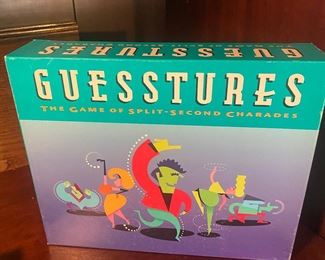 GUESSTURES
GUESSTURES
THE GAME OF SPLIT-SECOND CHARADES